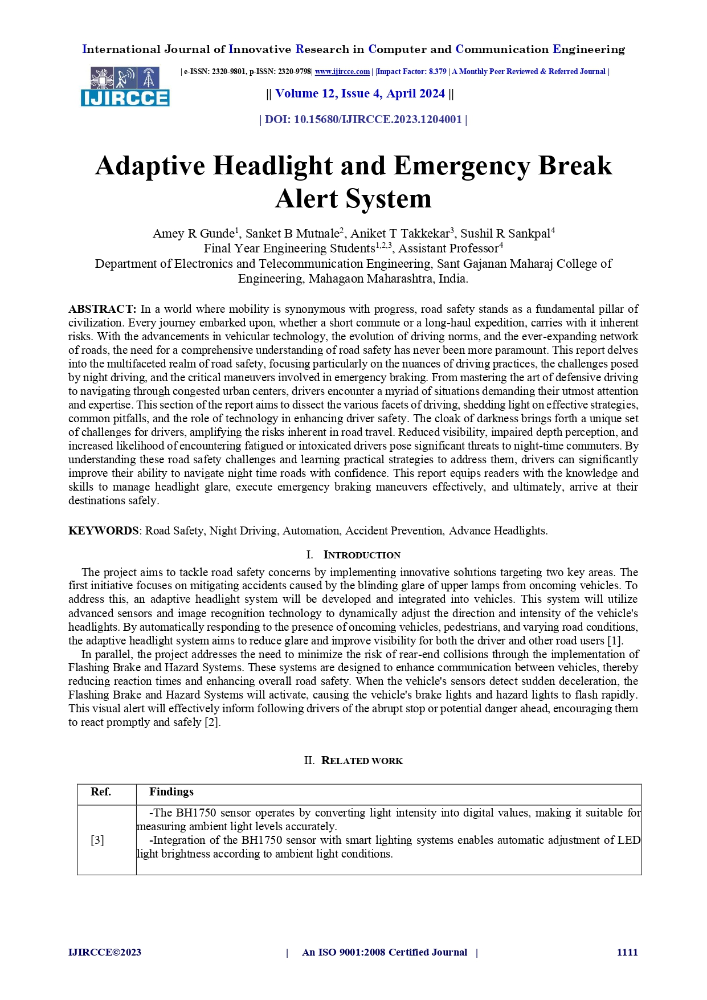 International Journal of Innovative Research in Computer and Communication Engineering
| e-ISSN: 2320-9801, p-ISSN: 2320-9798| www.ijircce.com | |Impact Factor: 8.379 | A Monthly Peer Reviewed & Referred Journal |
IJIRCCE
|| Volume 12, Issue 4, April 2024 ||
| DOI: 10.15680/IJIRCCE.2023.1204001 |
Adaptive Headlight and Emergency Break
Alert System
Amey R Gunde1, Sanket B Mutnale2, Aniket T Takkekar3, Sushil R Sankpal4
Final Year Engineering Students1,2,3, Assistant Professor4
Department of Electronics and Telecommunication Engineering, Sant Gajanan Maharaj College of
Engineering, Mahagaon Maharashtra, India.
ABSTRACT: In a world where mobility is synonymous with progress, road safety stands as a fundamental pillar of
civilization. Every journey embarked upon, whether a short commute or a long-haul expedition, carries with it inherent
risks. With the advancements in vehicular technology, the evolution of driving norms, and the ever-expanding network
of roads, the need for a comprehensive understanding of road safety has never been more paramount. This report delves
into the multifaceted realm of road safety, focusing particularly on the nuances of driving practices, the challenges posed
by night driving, and the critical maneuvers involved in emergency braking. From mastering the art of defensive driving
to navigating through congested urban centers, drivers encounter a myriad of situations demanding their utmost attention
and expertise. This section of the report aims to dissect the various facets of driving, shedding light on effective strategies,
common pitfalls, and the role of technology in enhancing driver safety. The cloak of darkness brings forth a unique set
of challenges for drivers, amplifying the risks inherent in road travel. Reduced visibility, impaired depth perception, and
increased likelihood of encountering fatigued or intoxicated drivers pose significant threats to night-time commuters. By
understanding these road safety challenges and learning practical strategies to address them, drivers can significantly
improve their ability to navigate night time roads with confidence. This report equips readers with the knowledge and
skills to manage headlight glare, execute emergency braking maneuvers effectively, and ultimately, arrive at their
destinations safely.
KEYWORDS: Road Safety, Night Driving, Automation, Accident Prevention, Advance Headlights.
I. INTRODUCTION
The project aims to tackle road safety concerns by implementing innovative solutions targeting two key areas. The
first initiative focuses on mitigating accidents caused by the blinding glare of upper lamps from oncoming vehicles. To
address this, an adaptive headlight system will be developed and integrated into vehicles. This system will utilize
advanced sensors and image recognition technology to dynamically adjust the direction and intensity of the vehicle's
headlights. By automatically responding to the presence of oncoming vehicles, pedestrians, and varying road conditions,
the adaptive headlight system aims to reduce glare and improve visibility for both the driver and other road users [1].
In parallel, the project addresses the need to minimize the risk of rear-end collisions through the implementation of
Flashing Brake and Hazard Systems. These systems are designed to enhance communication between vehicles, thereby
reducing reaction times and enhancing overall road safety. When the vehicle's sensors detect sudden deceleration, the
Flashing Brake and Hazard Systems will activate, causing the vehicle's brake lights and hazard lights to flash rapidly.
This visual alert will effectively inform following drivers of the abrupt stop or potential danger ahead, encouraging them
to react promptly and safely [2].
II. RELATED WORK
Ref. Findings
-The BH1750 sensor operates by converting light intensity into digital values, making it suitable for
measuring ambient light levels accurately.
[3] -Integration of the BH1750 sensor with smart lighting systems enables automatic adjustment of LED
light brightness according to ambient light conditions.
IJIRCCE©2023 | An ISO 9001:2008 Certified Journal | 1111